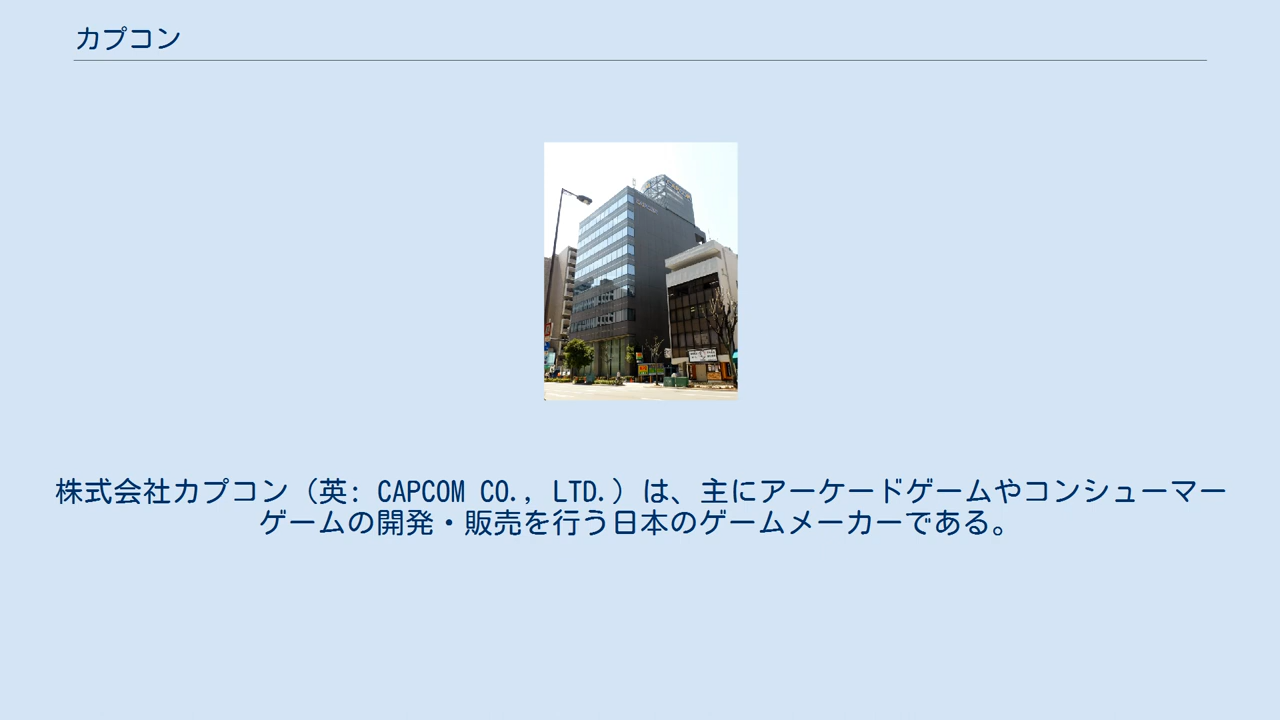 カプコン
株式会社カプコン（英: CAPCOM CO., LTD.）は、主にアーケードゲームやコンシューマー
ゲームの開発・販売を行う日本のゲームメーカーである。